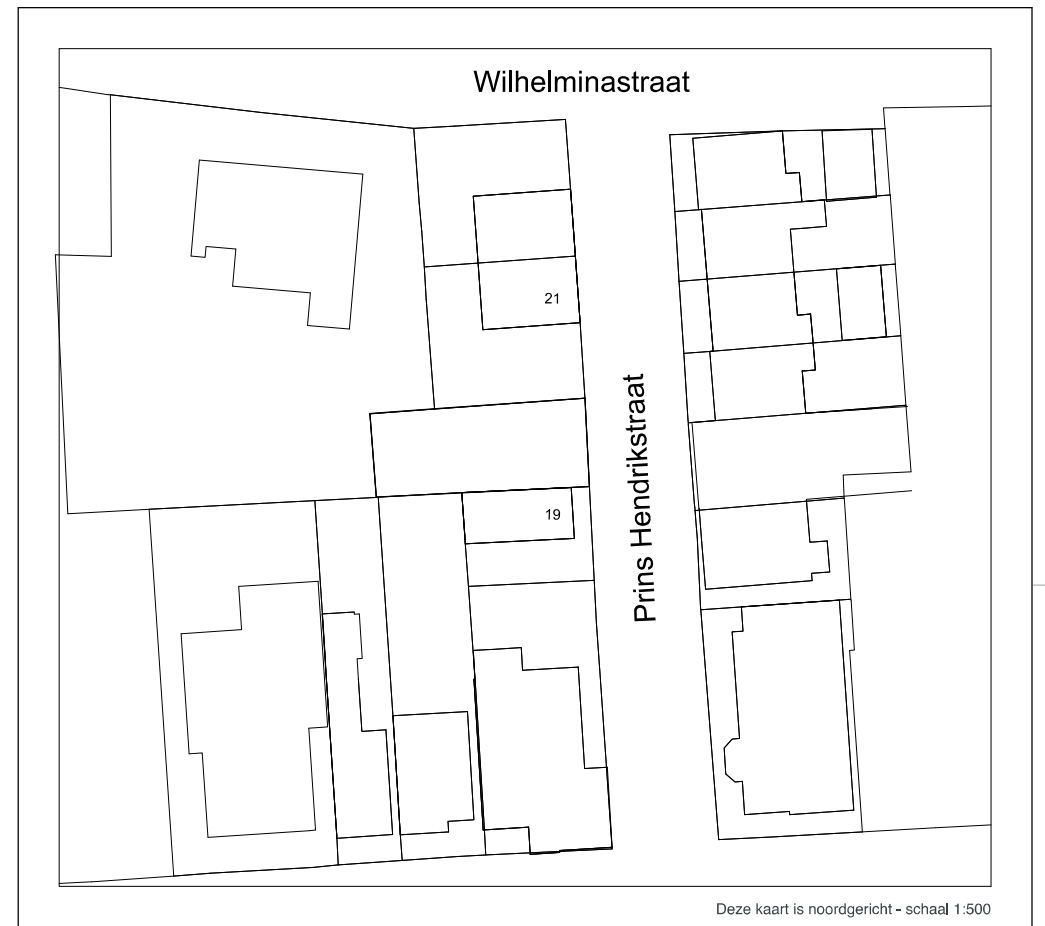 Wilhelminastraat
21
Prins Hendrikstraat
19
Deze kaart is noordgericht - schaal 1:500